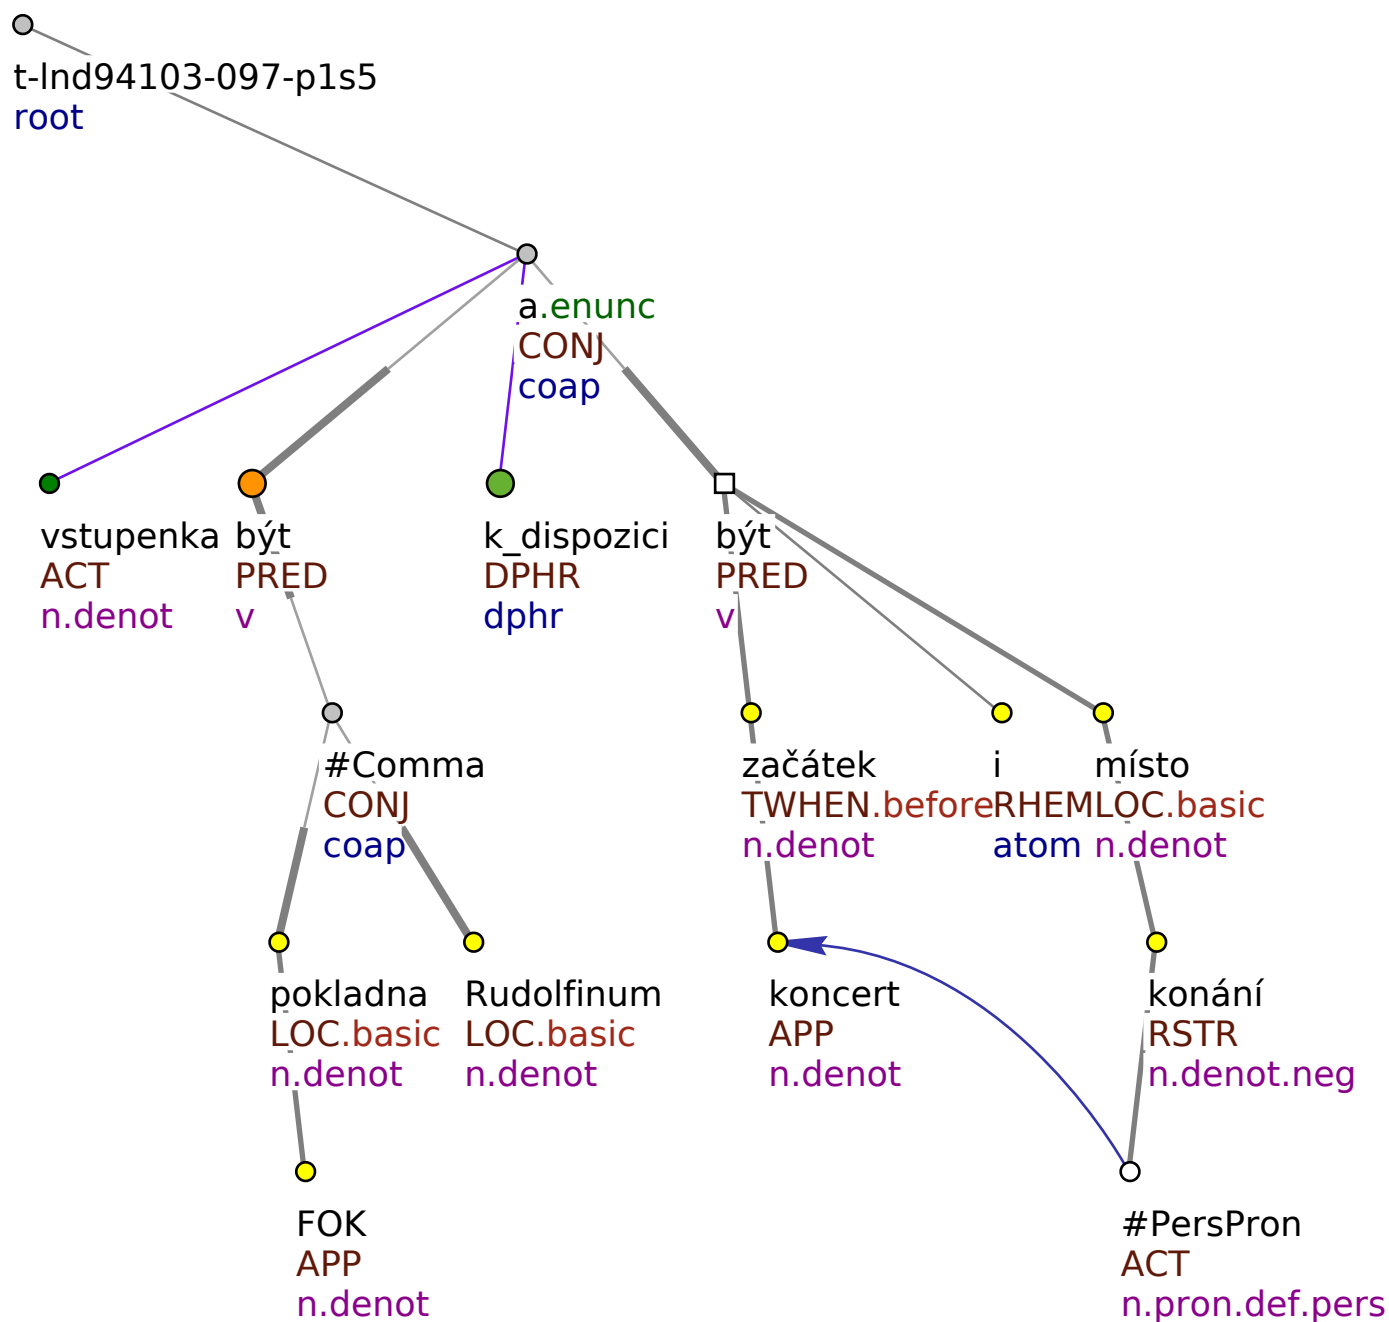 t-lnd94103-097-p1s5
root
a.enunc
CONJ
coap
vstupenka
ACT
n.denot
být
PRED
v
k_dispozici
DPHR
dphr
být
PRED
v
#Comma
CONJ
coap
začátek
TWHEN.before
n.denot
i
RHEM
atom
místo
LOC.basic
n.denot
pokladna
LOC.basic
n.denot
Rudolfinum
LOC.basic
n.denot
koncert
APP
n.denot
konání
RSTR
n.denot.neg
FOK
APP
n.denot
#PersPron
ACT
n.pron.def.pers